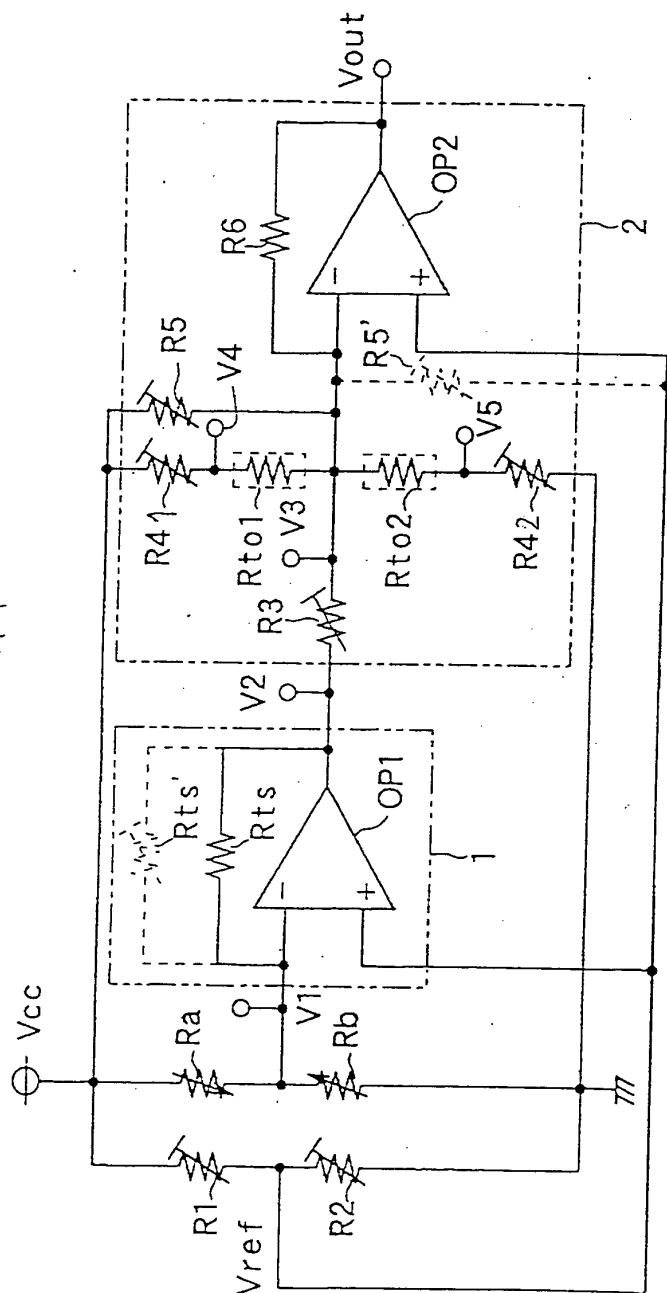 Vcc
R1
R2
Vref
Ra
Rb
V1
Rts'
Rts
-
+
OP1
1
V2
R3
V3
R41
V4
R5
Rto1
Rto2
V5
R42
R5'
R6
-
+
OP2
2
Vout